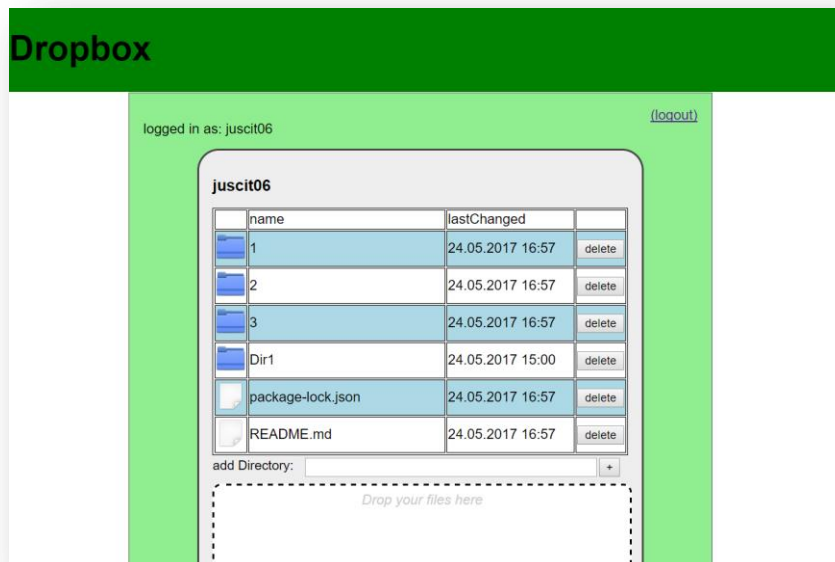 Dropbox
(logout)
logged in as: juscit06
juscit06
name lastChanged
1 24.05.2017 16:57 delete
2 24.05.2017 16:57 delete
3 24.05.2017 16:57 delete
Dir1 24.05.2017 15:00 delete
package-lock.json 24.05.2017 16:57 delete
README.md 24.05.2017 16:57 delete
add Directory: +
Drop your files here